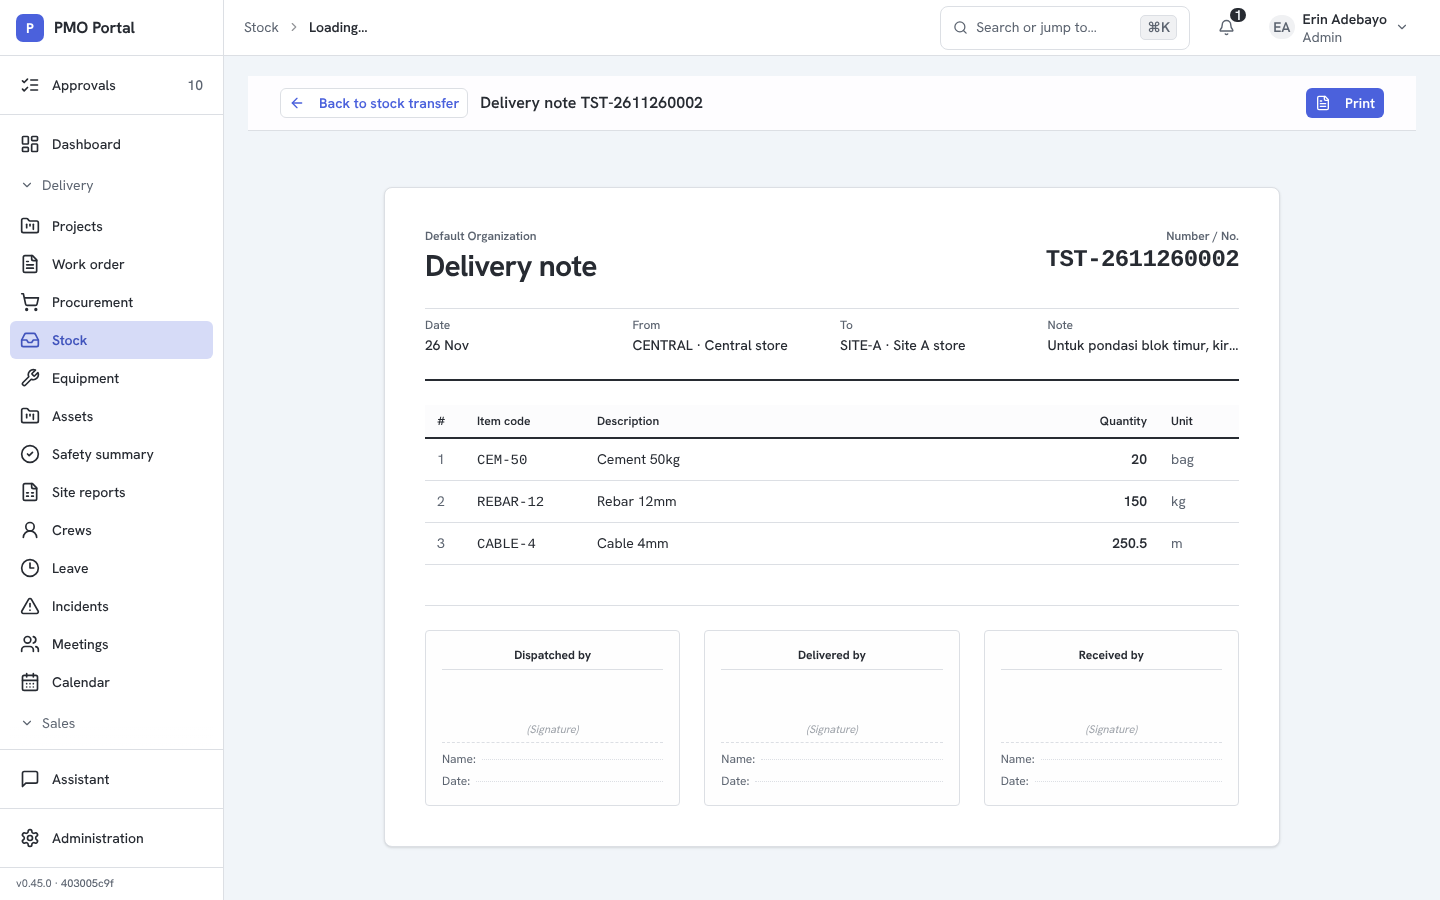 P PMO Portal
Stock > Loading...
Search or jump to... ⌘K
1
EA
Erin Adebayo
Admin
Approvals 10
Dashboard
Delivery
Projects
Work order
Procurement
Stock
Equipment
Assets
Safety summary
Site reports
Crews
Leave
Incidents
Meetings
Calendar
Sales
Assistant
Administration
v0.45.0 · 403005c9f
Back to stock transfer
Delivery note TST-2611260002
Print
Default Organization
Delivery note
Number / No.
TST-2611260002
Date From To Note
26 Nov CENTRAL · Central store SITE-A · Site A store Untuk pondasi blok timur, kir...
# Item code Description Quantity Unit
1 CEM-50 Cement 50kg 20 bag
2 REBAR-12 Rebar 12mm 150 kg
3 CABLE-4 Cable 4mm 250.5 m
Dispatched by Delivered by Received by
(Signature) (Signature) (Signature)
Name: Name: Name:
Date: Date: Date: